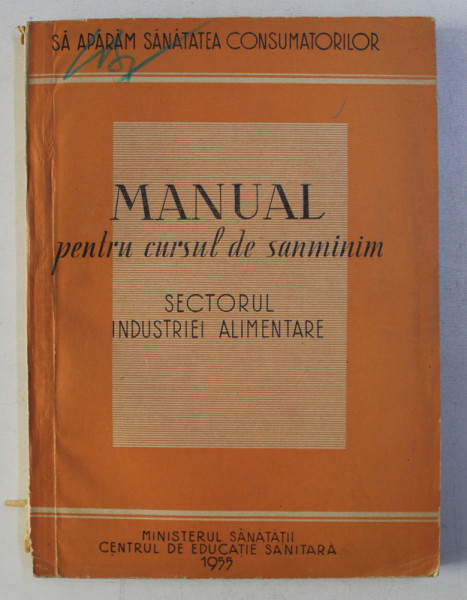 SĂ APĂRĂM SĂNĂTATEA CONSUMATORILOR
MANUAL
pentru cursul de sanminim
SECTORUL
INDUSTRIEI ALIMENTARE
MINISTERUL SĂNĂTĂȚII
CENTRUL DE EDUCAȚIE SANITARĂ
1955